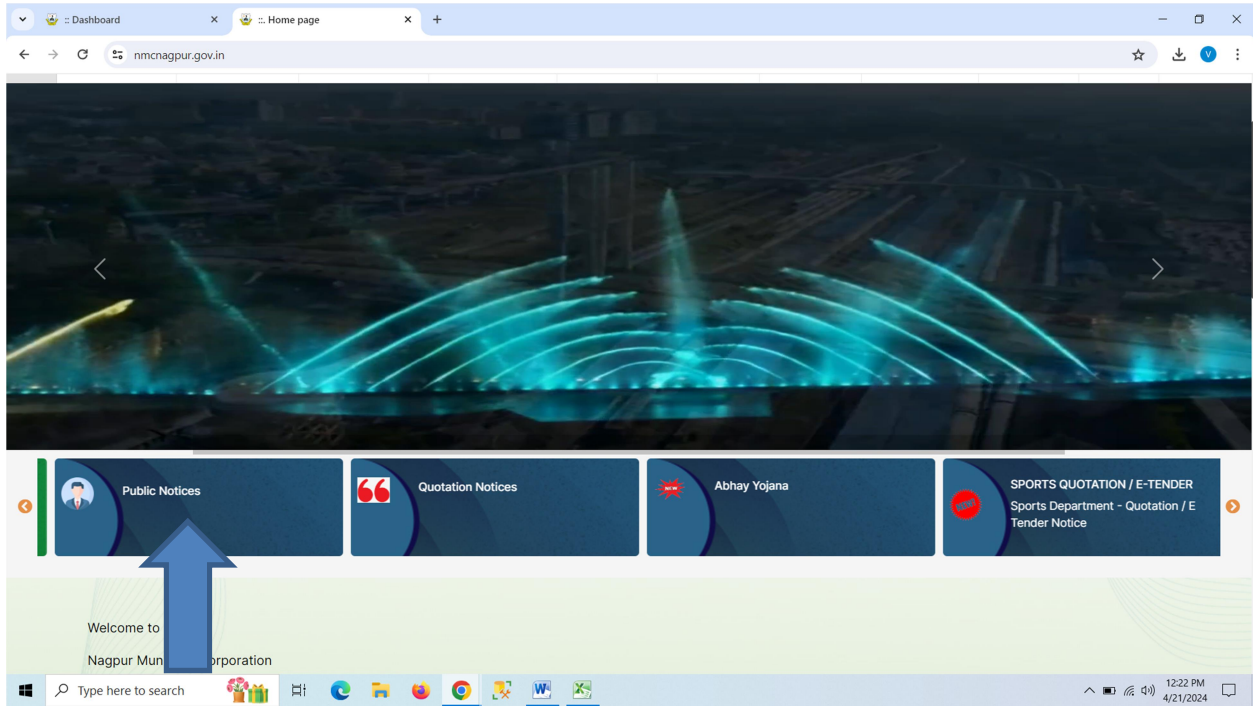 :: Dashboard
::. Home page
nmcnagpur.gov.in
V
Public Notices
Quotation Notices
NEW
Abhay Yojana
SPORTS QUOTATION / E-TENDER
Sports Department - Quotation / E
Tender Notice
Welcome to
Nagpur Mun orporation
Type here to search
12:22 PM
4/21/2024